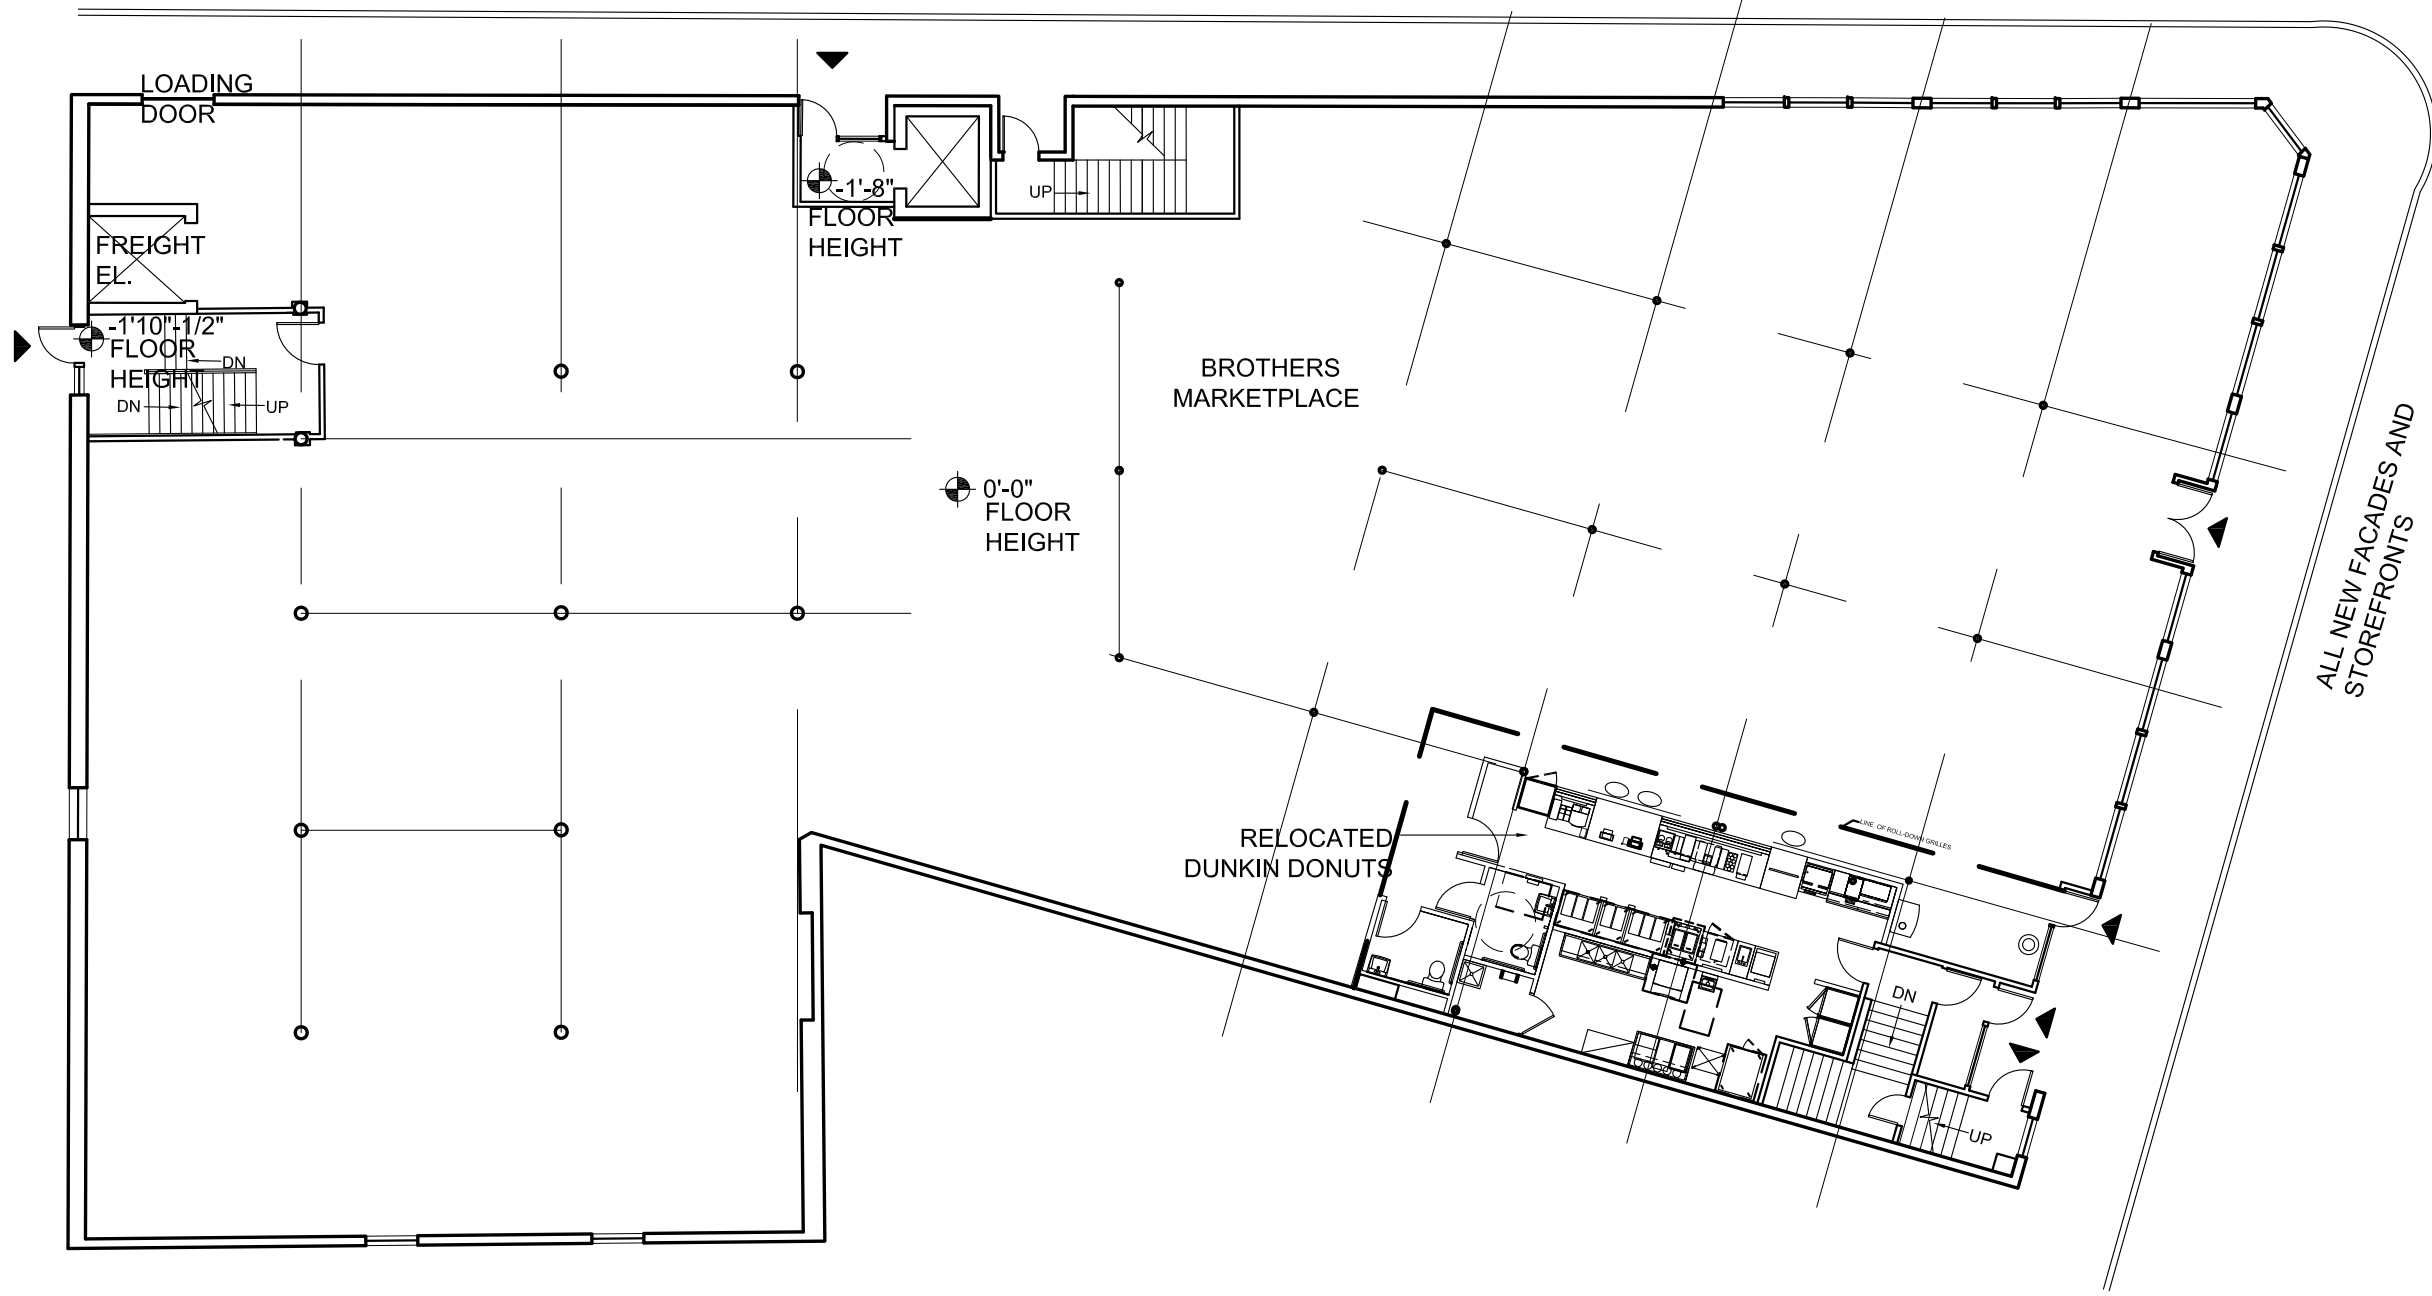 LOADING
DOOR
-1'-8"
FLOOR
HEIGHT
UP
FREIGHT
EL.
-1'10"-1/2"
FLOOR
HEIGHT
DN
DN
UP
BROTHERS
MARKETPLACE
0'-0"
FLOOR
HEIGHT
ALL NEW FACADES AND
STOREFRONTS
RELOCATED
DUNKIN DONUTS
LINE OF ROLL-DOWN GRILLES
DN
UP